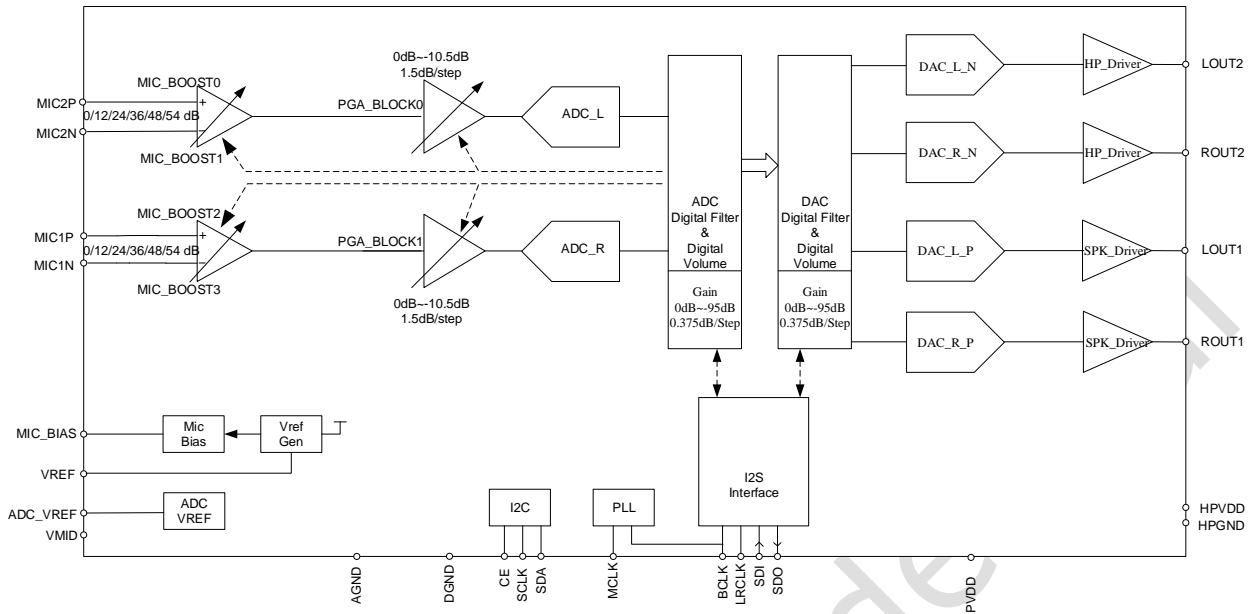 MIC2P
MIC2N
MIC_BOOST0
+
0/12/24/36/48/54 dB
−
MIC_BOOST1
PGA_BLOCK0
0dB~-10.5dB
1.5dB/step
ADC_L
MIC1P
MIC1N
MIC_BOOST2
+
0/12/24/36/48/54 dB
−
MIC_BOOST3
PGA_BLOCK1
0dB~-10.5dB
1.5dB/step
ADC_R
ADC
Digital Filter
&
Digital
Volume
Gain
0dB~-95dB
0.375dB/Step
DAC
Digital Filter
& Digital
Volume
Gain
0dB~-95dB
0.375dB/Step
DAC_L_N
HP_Driver
LOUT2
DAC_R_N
HP_Driver
ROUT2
DAC_L_P
SPK_Driver
LOUT1
DAC_R_P
SPK_Driver
ROUT1
MIC_BIAS
Mic
Bias
Vref
Gen
VREF
ADC_VREF
ADC
VREF
VMID
I2C
PLL
I2S
Interface
HPVDD
HPGND
AGND
DGND
CE
SCLK
SDA
MCLK
BCLK
LRCLK
SDI
SDO
PVDD